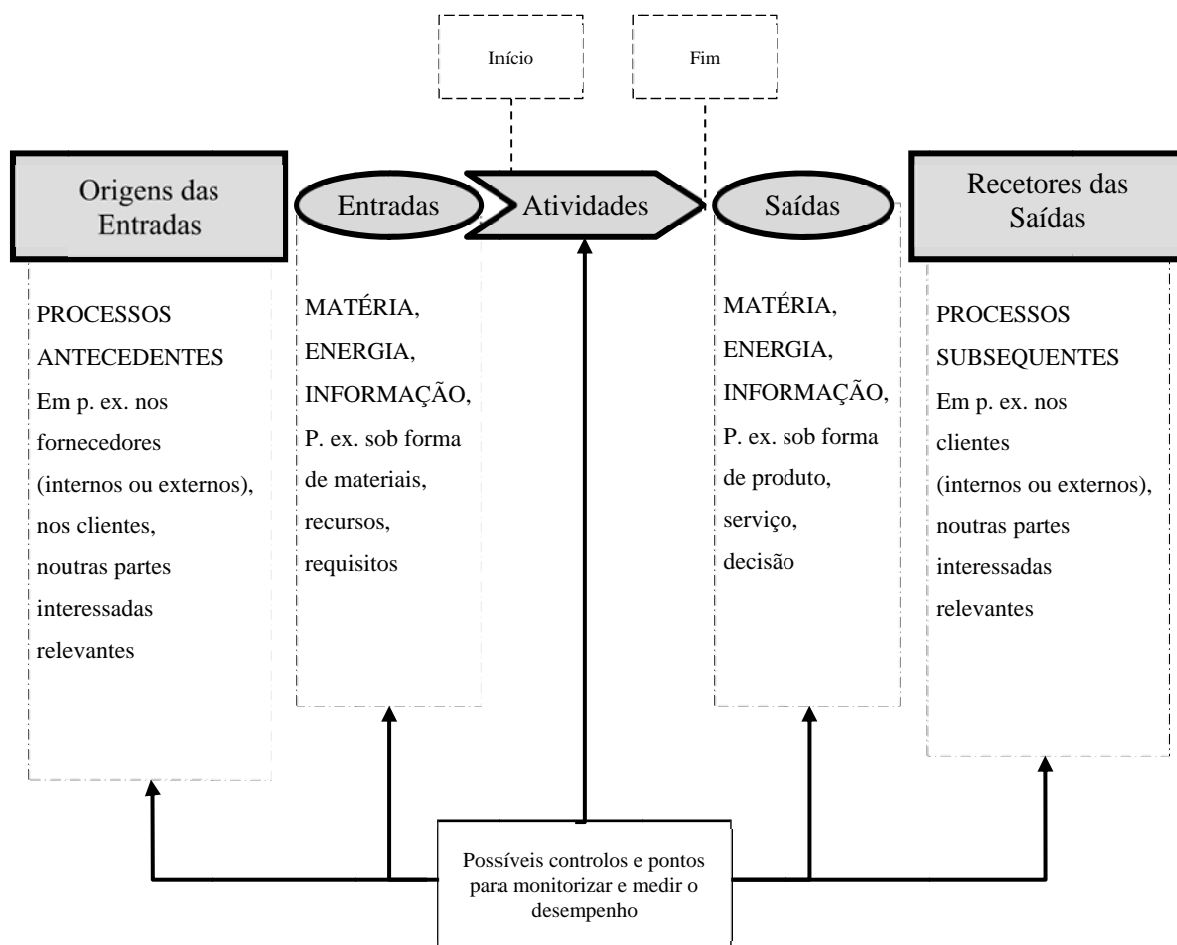 Início
Fim
Origens das
Entradas
Entradas
Atividades
Saídas
Recetores das
Saídas
PROCESSOS
ANTECEDENTES
Em p. ex. nos
fornecedores
(internos ou externos),
nos clientes,
noutras partes
interessadas
relevantes
MATÉRIA,
ENERGIA,
INFORMAÇÃO,
P. ex. sob forma
de materiais,
recursos,
requisitos
MATÉRIA,
ENERGIA,
INFORMAÇÃO,
P. ex. sob forma
de produto,
serviço,
decisão
PROCESSOS
SUBSEQUENTES
Em p. ex. nos
clientes
(internos ou externos),
noutras partes
interessadas
relevantes
Possíveis controlos e pontos
para monitorizar e medir o
desempenho